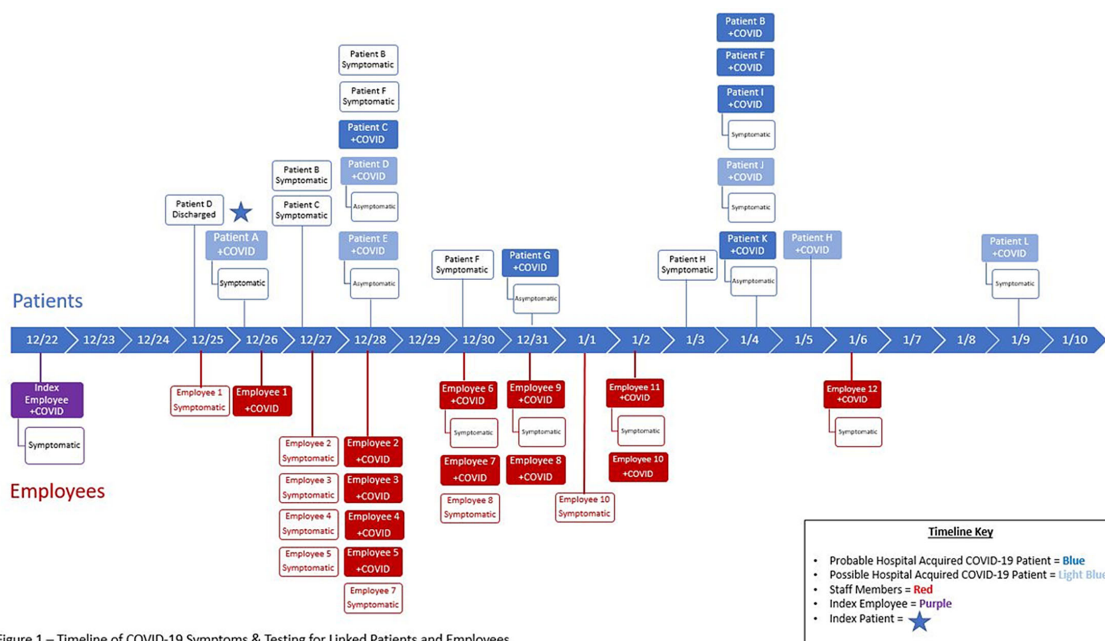 Patient B
+COVID
Patient F
+COVID
Patient I
+COVID
Symptomatic
Patient J
+COVID
Symptomatic
Patient K
+COVID
Asymptomatic
Patient B
Symptomatic
Patient F
Symptomatic
Patient C
+COVID
Patient D
+COVID
Asymptomatic
Patient E
+COVID
Asymptomatic
Patient B
Symptomatic
Patient C
Symptomatic
Patient D
Discharged
Patient A
+COVID
Symptomatic
Patient F
Symptomatic
Patient G
+COVID
Asymptomatic
Patient H
Symptomatic
Patient H
+COVID
Patient L
+COVID
Symptomatic
Patients
12/22 12/23 12/24 12/25 12/26 12/27 12/28 12/29 12/30 12/31 1/1 1/2 1/3 1/4 1/5 1/6 1/7 1/8 1/9 1/10
Index
Employee
+COVID
Symptomatic
Employees
Employee 1
Symptomatic
Employee 1
+COVID
Employee 2
Symptomatic
Employee 3
Symptomatic
Employee 4
Symptomatic
Employee 5
Symptomatic
Employee 2
+COVID
Employee 3
+COVID
Employee 4
+COVID
Employee 5
+COVID
Employee 7
Symptomatic
Employee 6
+COVID
Symptomatic
Employee 7
+COVID
Employee 8
Symptomatic
Employee 9
+COVID
Symptomatic
Employee 8
+COVID
Employee 10
Symptomatic
Employee 11
+COVID
Symptomatic
Employee 10
+COVID
Employee 12
+COVID
Symptomatic
Timeline Key
• Probable Hospital Acquired COVID-19 Patient = Blue
• Possible Hospital Acquired COVID-19 Patient = Light Blue
• Staff Members = Red
• Index Employee = Purple
• Index Patient =
Figure 1 – Timeline of COVID-19 Symptoms & Testing for Linked Patients and Employees